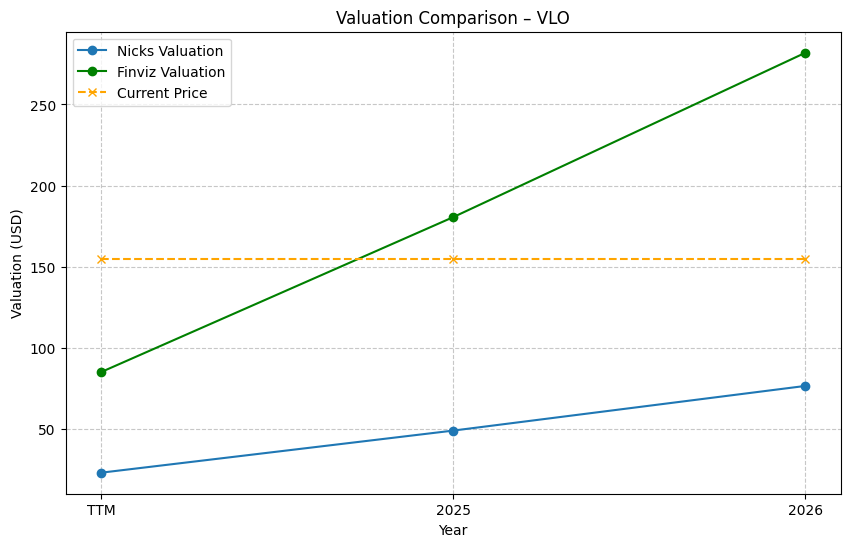 Valuation Comparison – VLO
Nicks Valuation
Finviz Valuation
Current Price
Valuation (USD)
250
200
150
100
50
TTM
2025
2026
Year